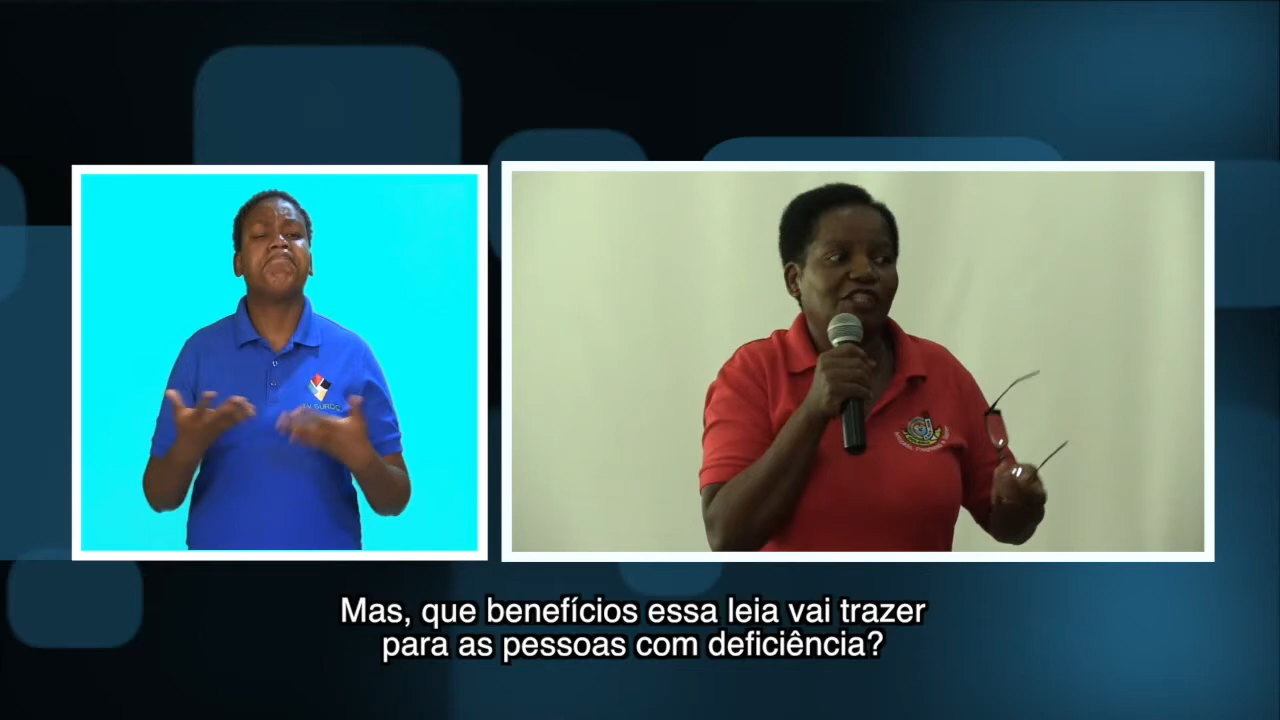 Mas, que benefícios essa leia vai trazer
para as pessoas com deficiência?